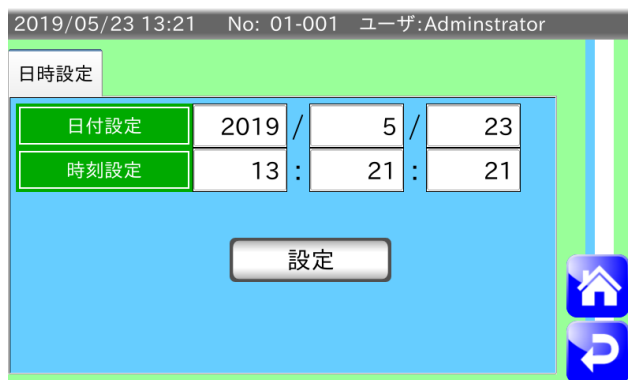 2019/05/23 13:21 No: 01-001 ユーザ:Adminstrator
日時設定
日付設定 2019 / 5 / 23
時刻設定 13 : 21 : 21
設定